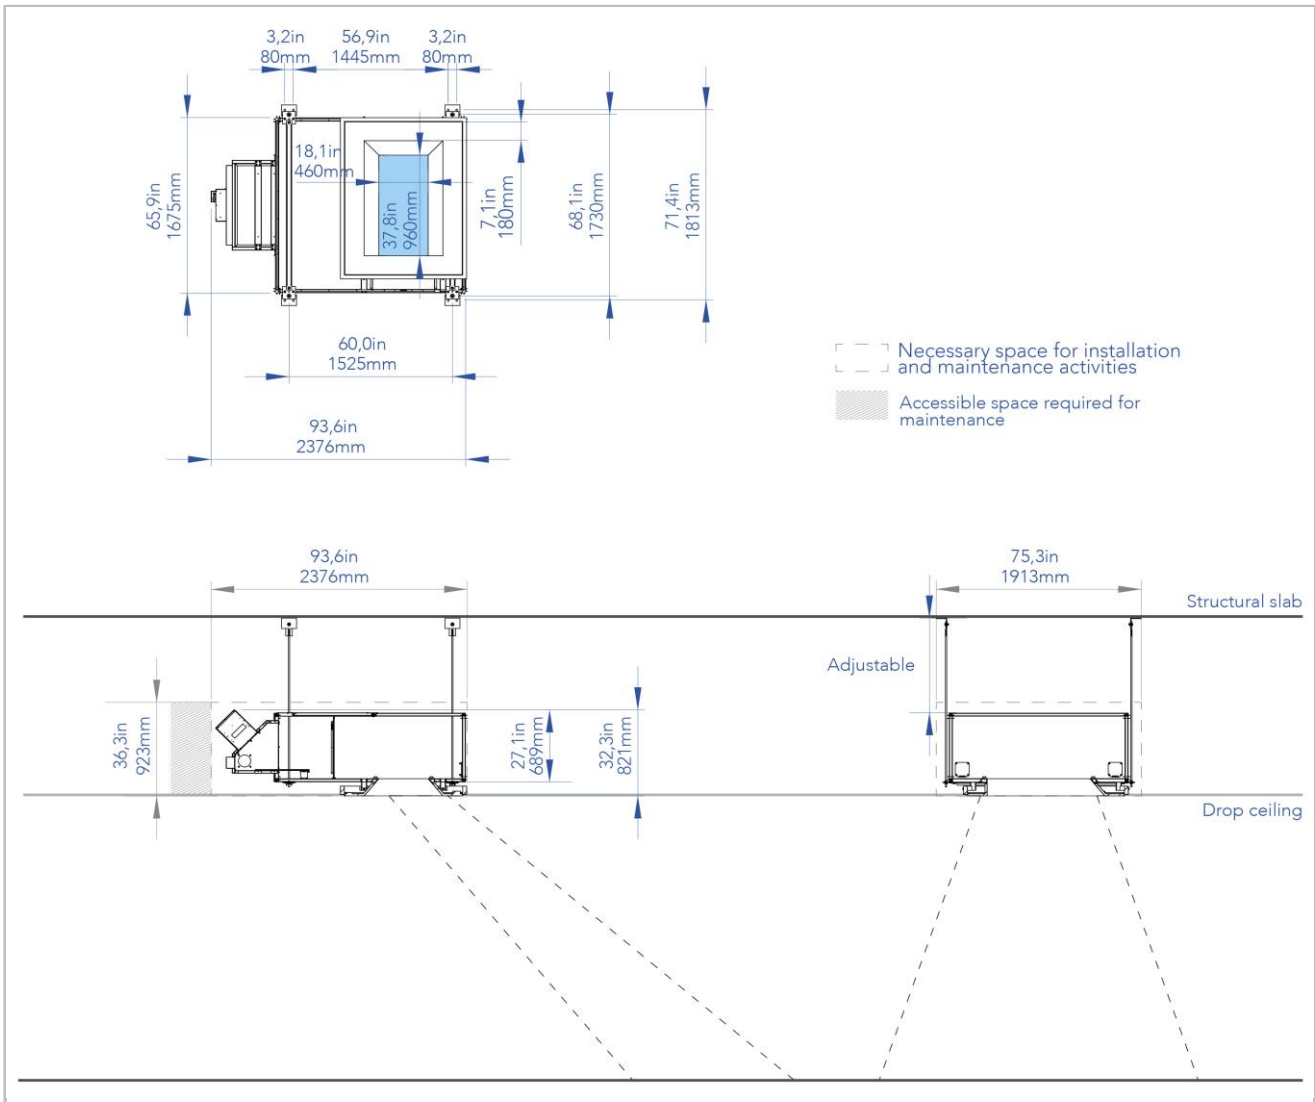 3,2in
80mm
56,9in
1445mm
3,2in
80mm
65,9in
1675mm
18,1in
460mm
37,8in
960mm
7,1in
180mm
68,1in
1730mm
71,4in
1813mm
60,0in
1525mm
93,6in
2376mm
Necessary space for installation
and maintenance activities
Accessible space required for
maintenance
93,6in
2376mm
75,3in
1913mm
Structural slab
Adjustable
36,3in
923mm
27,1in
689mm
32,3in
821mm
Drop ceiling